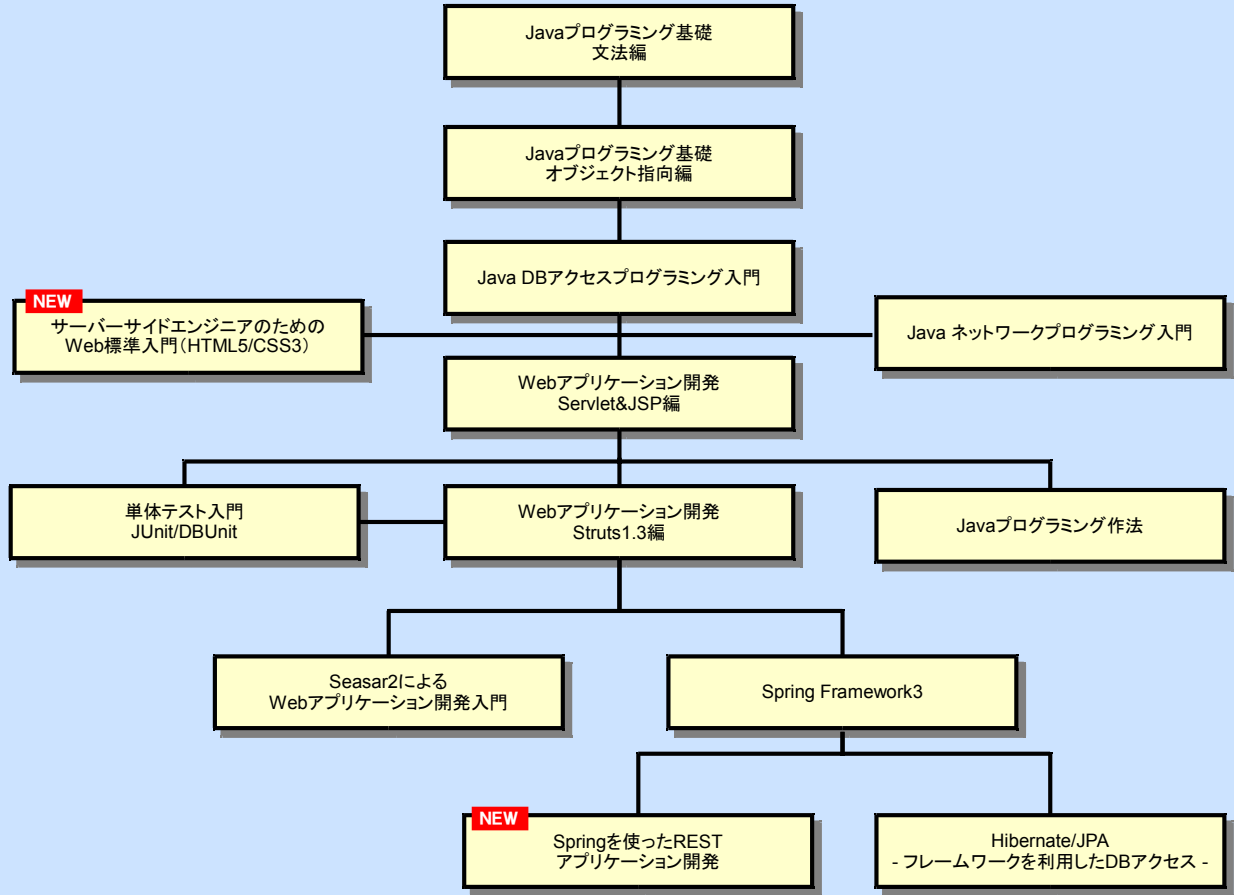 Javaプログラミング基礎
文法編
Javaプログラミング基礎
オブジェクト指向編
Java DBアクセスプログラミング入門
NEW
サーバーサイドエンジニアのための
Web標準入門(HTML5/CSS3)
Java ネットワークプログラミング入門
Webアプリケーション開発
Servlet&JSP編
単体テスト入門
JUnit/DBUnit
Webアプリケーション開発
Struts1.3編
Javaプログラミング作法
Seasar2による
Webアプリケーション開発入門
Spring Framework3
NEW
Springを使ったREST
アプリケーション開発
Hibernate/JPA
- フレームワークを利用したDBアクセス -